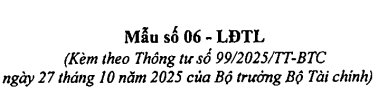 Mẫu số 06 - LĐTL
(Kèm theo Thông tư số 99/2025/TT-BTC
ngày 27 tháng 10 năm 2025 của Bộ trưởng Bộ Tài chính)